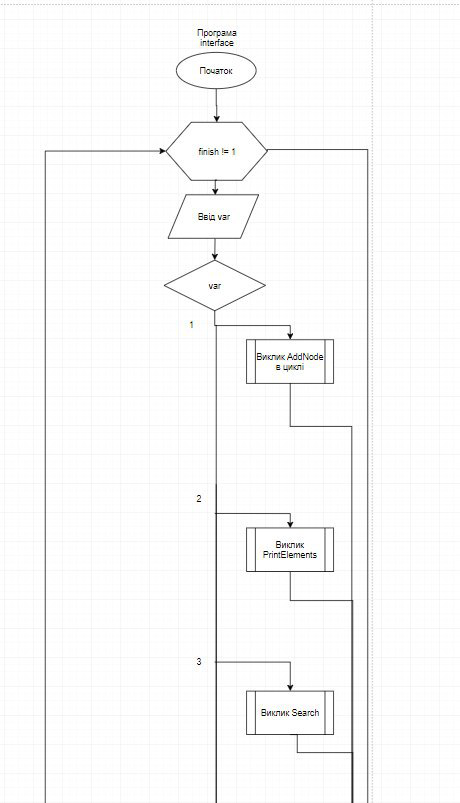 Програма
interface
Початок
finish != 1
Ввід var
var
1
Виклик AddNode
в циклі
2
Виклик
PrintElements
3
Виклик Search